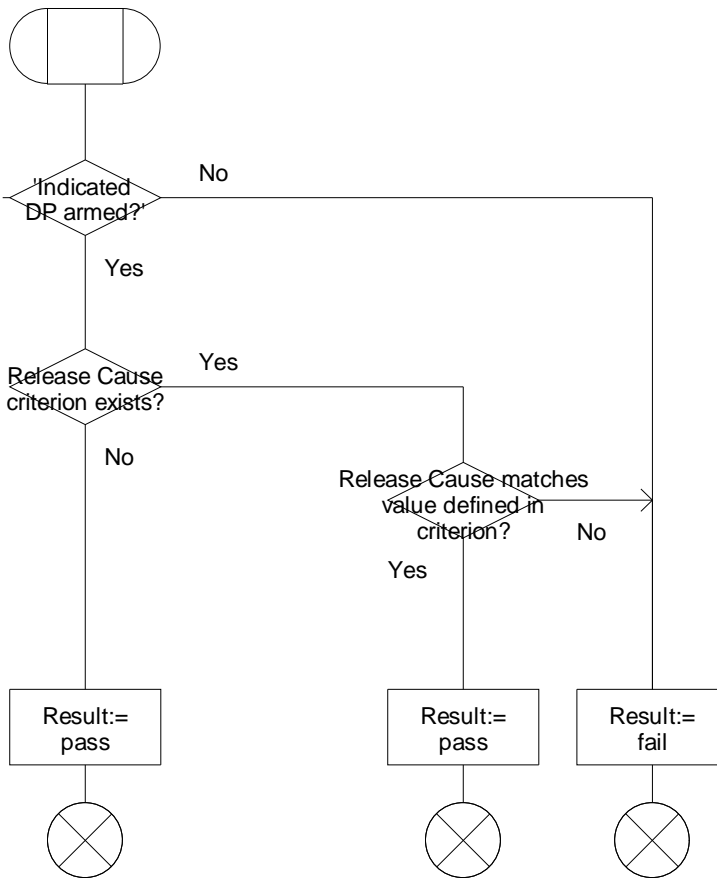 No
'Indicated
DP armed?'
Yes
Yes
Release Cause
criterion exists?
No
Release Cause matches
value defined in
criterion?
No
Yes
Result:=
pass
Result:=
pass
Result:=
fail